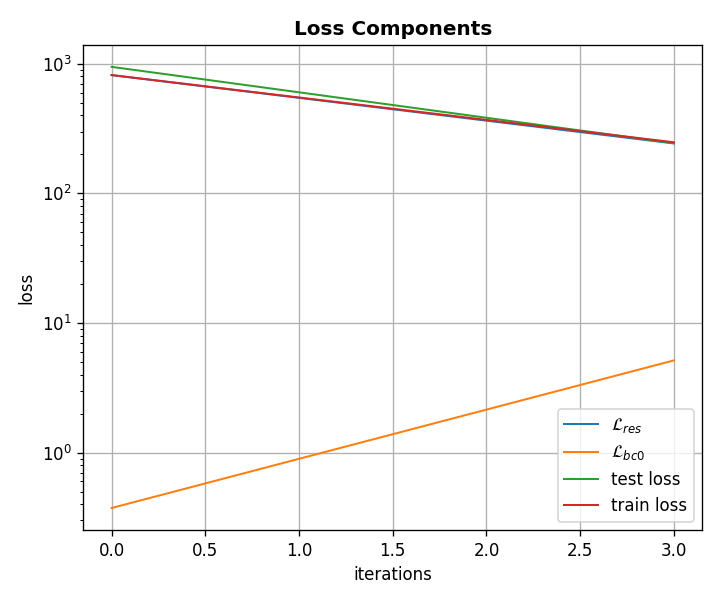 Loss Components
10³
10²
10¹
10⁰
loss
0.0 0.5 1.0 1.5 2.0 2.5 3.0
iterations
ℒ_res
ℒ_bc0
test loss
train loss